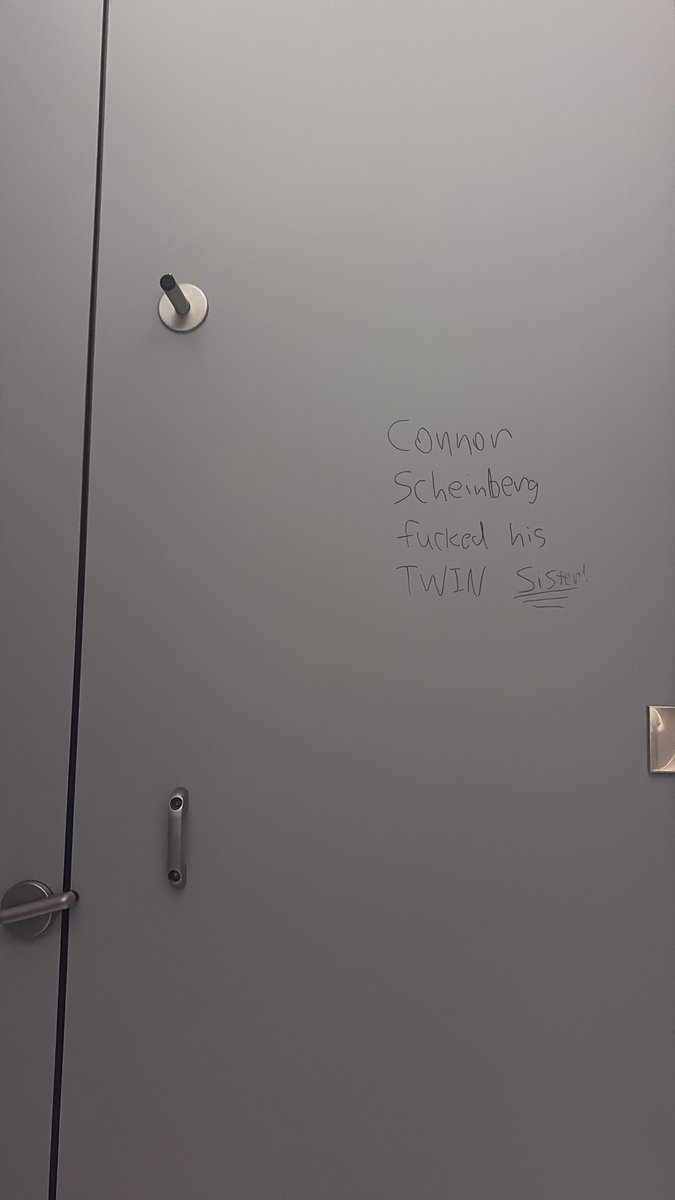 Connor
Scheinberg
fucked his
TWIN Sister!